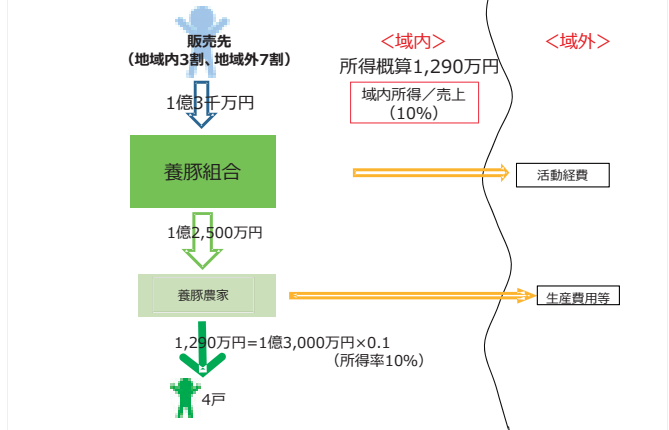 販売先
（地域内3割、地域外7割）
＜域内＞
＜域外＞
所得概算1,290万円
域内所得／売上
（10%）
1億3千万円
養豚組合
活動経費
1億2,500万円
養豚農家
生産費用等
1,290万円=1億3,000万円×0.1
（所得率10%）
4戸